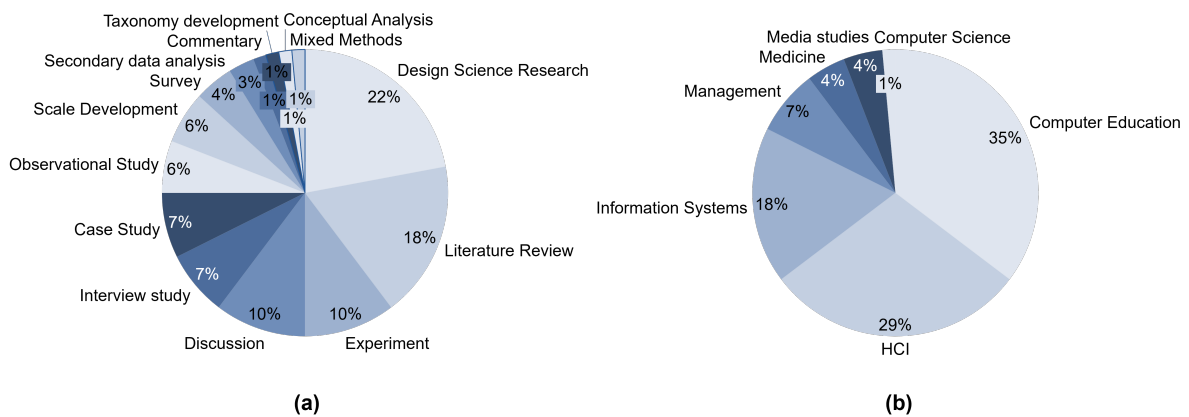 Taxonomy development
Conceptual Analysis
Commentary
Mixed Methods
Secondary data analysis
Survey
Scale Development
Observational Study
Case Study
Interview study
Discussion
Experiment
Literature Review
Design Science Research
22%
18%
10%
10%
7%
7%
6%
6%
4%
3%
1%
1%
1%
1%
(a)
Media studies
Computer Science
Medicine
Management
Information Systems
HCI
Computer Education
35%
29%
18%
7%
4%
4%
1%
(b)